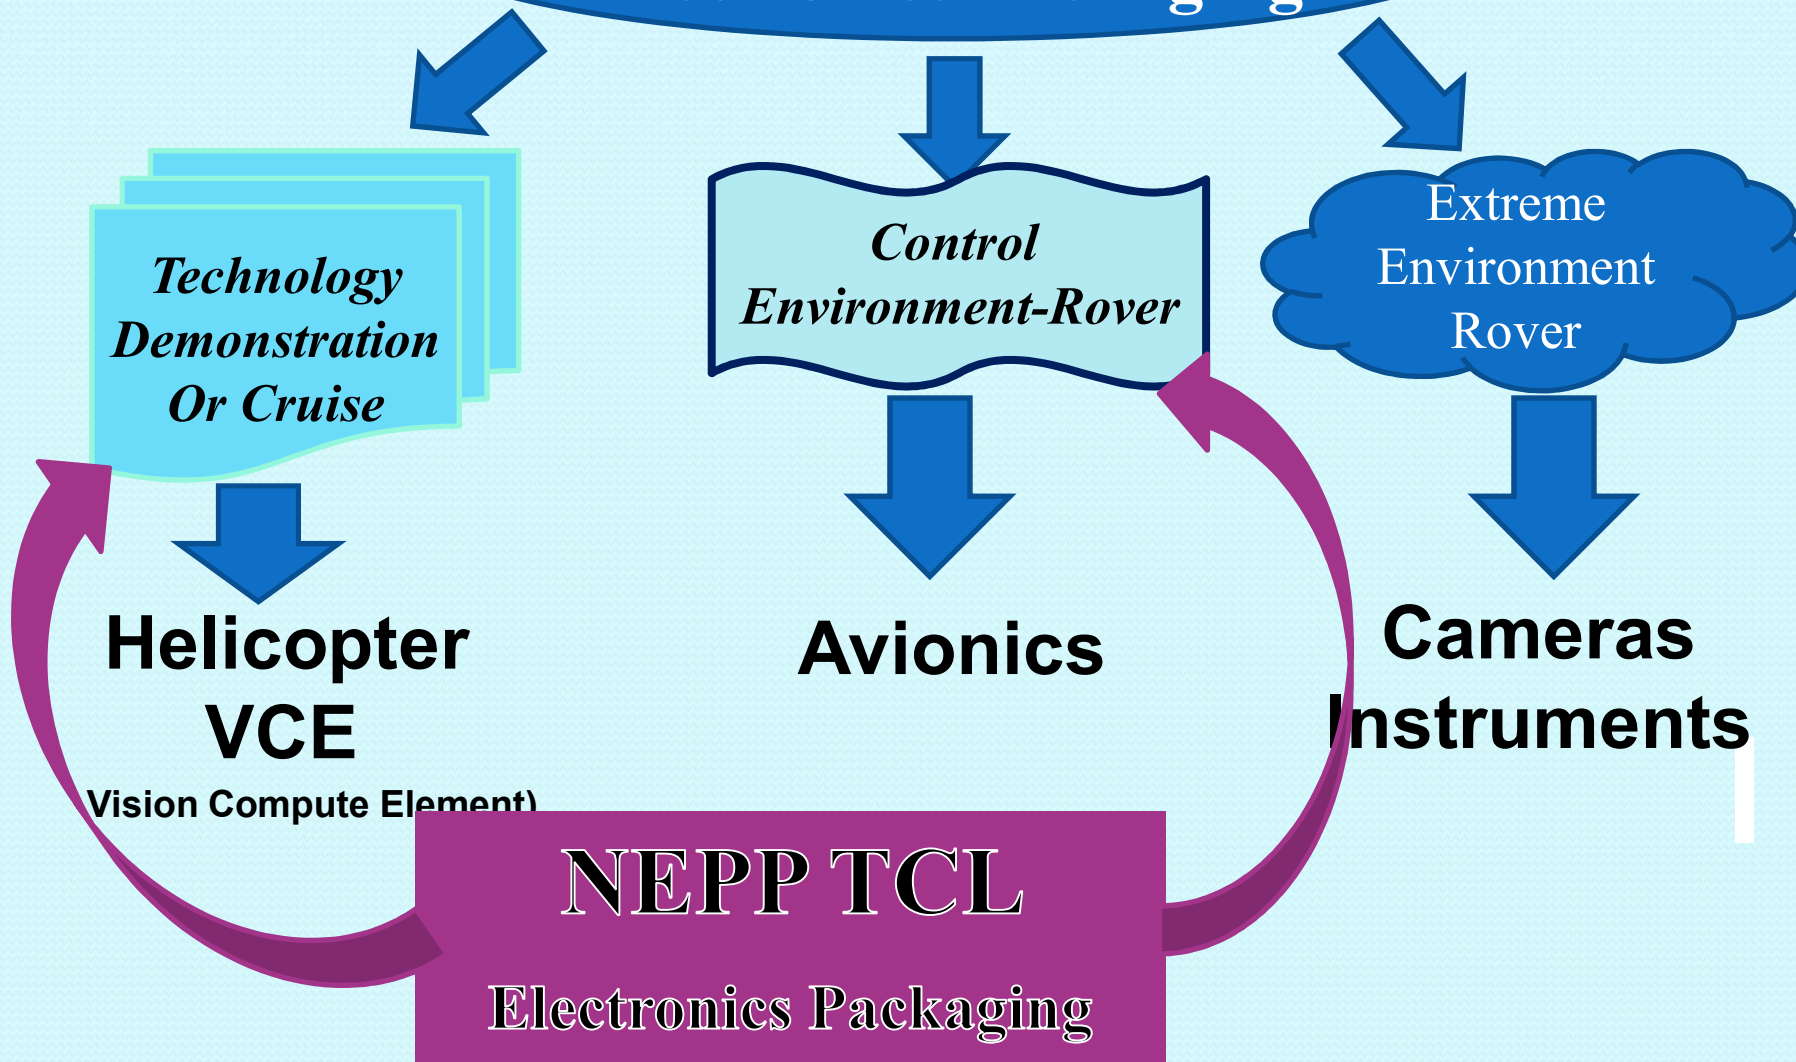 Technology
Demonstration
Or Cruise
Control
Environment-Rover
Extreme
Environment
Rover
Helicopter
VCE
Vision Compute Element)
Avionics
Cameras
Instruments
NEPP TCL
Electronics Packaging